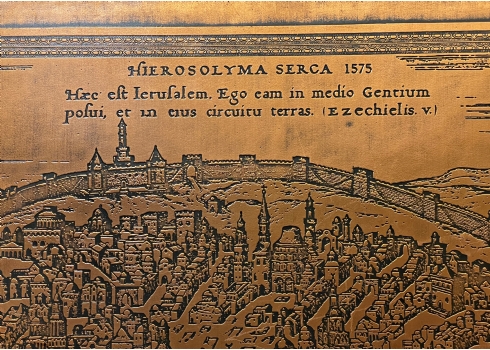 HIEROSOLYMA SERCA 1575
Hæc est Ierusalem. Ego eam in medio Gentium
posui, et in eius circuitu terras. (Ezechielis. v.)